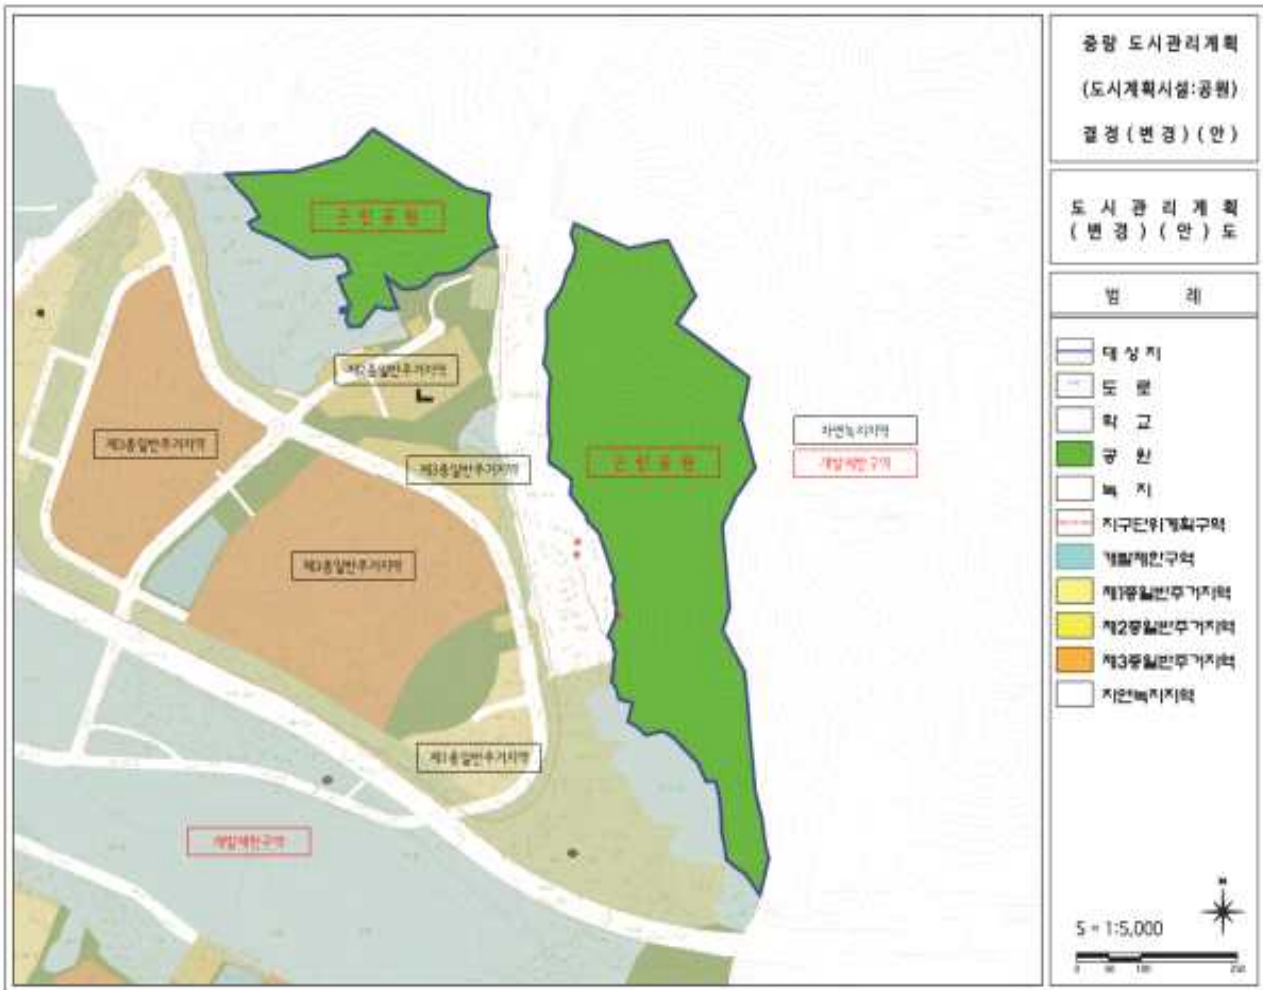 중랑 도시관리계획
(도시계획시설:공원)
결정 ( 변 경 ) ( 안 )
도 시 관 리 계 획
( 변 경 ) ( 안 ) 도
범 례
대 상 지
도 로
학 교
공 원
녹 지
지구단위계획구역
개발제한구역
제1종일반주거지역
제2종일반주거지역
제3종일반주거지역
자연녹지지역
S = 1:5,000
0 50 100 250
근 린 공 원
제2종일반주거지역
제3종일반주거지역
제3종일반주거지역
제3종일반주거지역
근 린 공 원
자연녹지지역
개발제한구역
제1종일반주거지역
개발제한구역